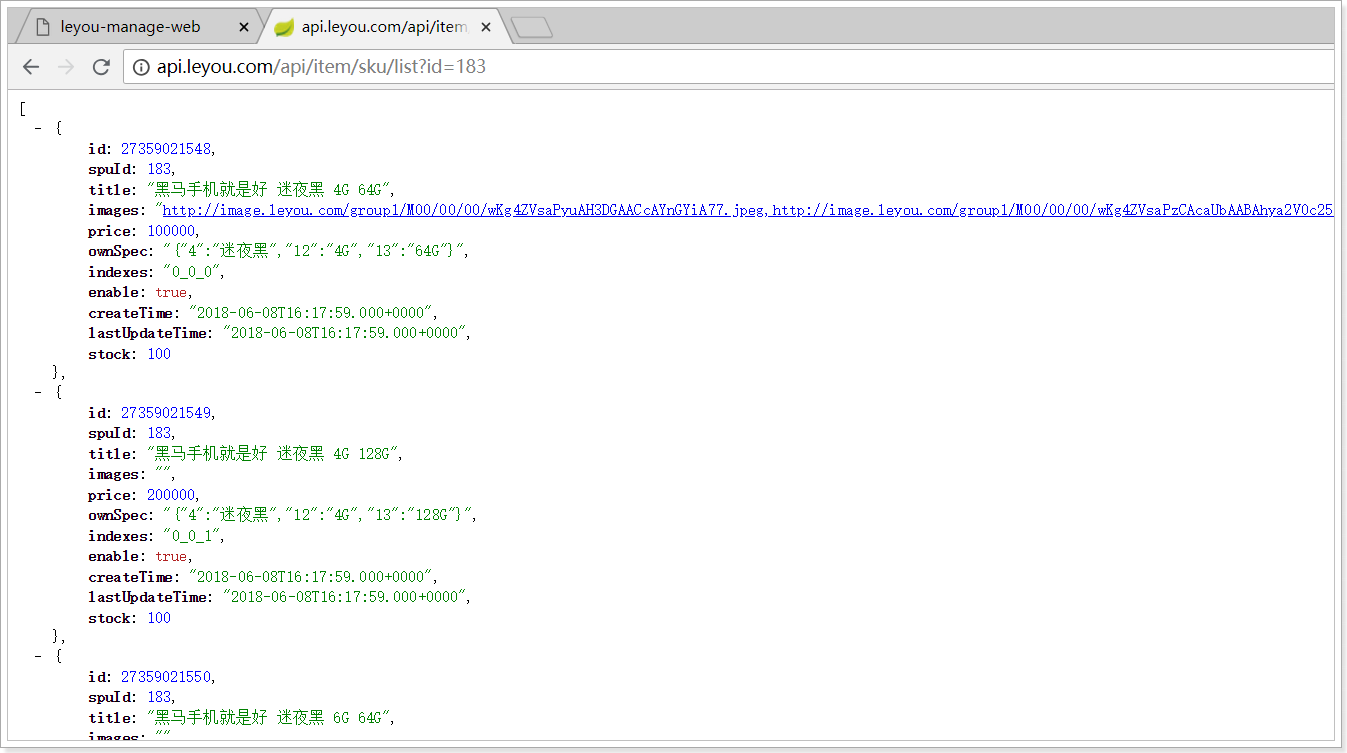 leyou-manage-web
api.leyou.com/api/item
api.leyou.com/api/item/sku/list?id=183
[
- {
id: 27359021548,
spuId: 183,
title: "黑马手机就是好 迷夜黑 4G 64G",
images: "http://image.leyou.com/group1/M00/00/00/wKg4ZVsaPyuAH3DGAACcAYnGYiA77.jpeg,http://image.leyou.com/group1/M00/00/00/wKg4ZVsaPzCAcaUbAABAhya2V0c25
price: 100000,
ownSpec: "{"4":"迷夜黑","12":"4G","13":"64G"}",
indexes: "0_0_0",
enable: true,
createTime: "2018-06-08T16:17:59.000+0000",
lastUpdateTime: "2018-06-08T16:17:59.000+0000",
stock: 100
},
- {
id: 27359021549,
spuId: 183,
title: "黑马手机就是好 迷夜黑 4G 128G",
images: "",
price: 200000,
ownSpec: "{"4":"迷夜黑","12":"4G","13":"128G"}",
indexes: "0_0_1",
enable: true,
createTime: "2018-06-08T16:17:59.000+0000",
lastUpdateTime: "2018-06-08T16:17:59.000+0000",
stock: 100
},
- {
id: 27359021550,
spuId: 183,
title: "黑马手机就是好 迷夜黑 6G 64G",
images: ""